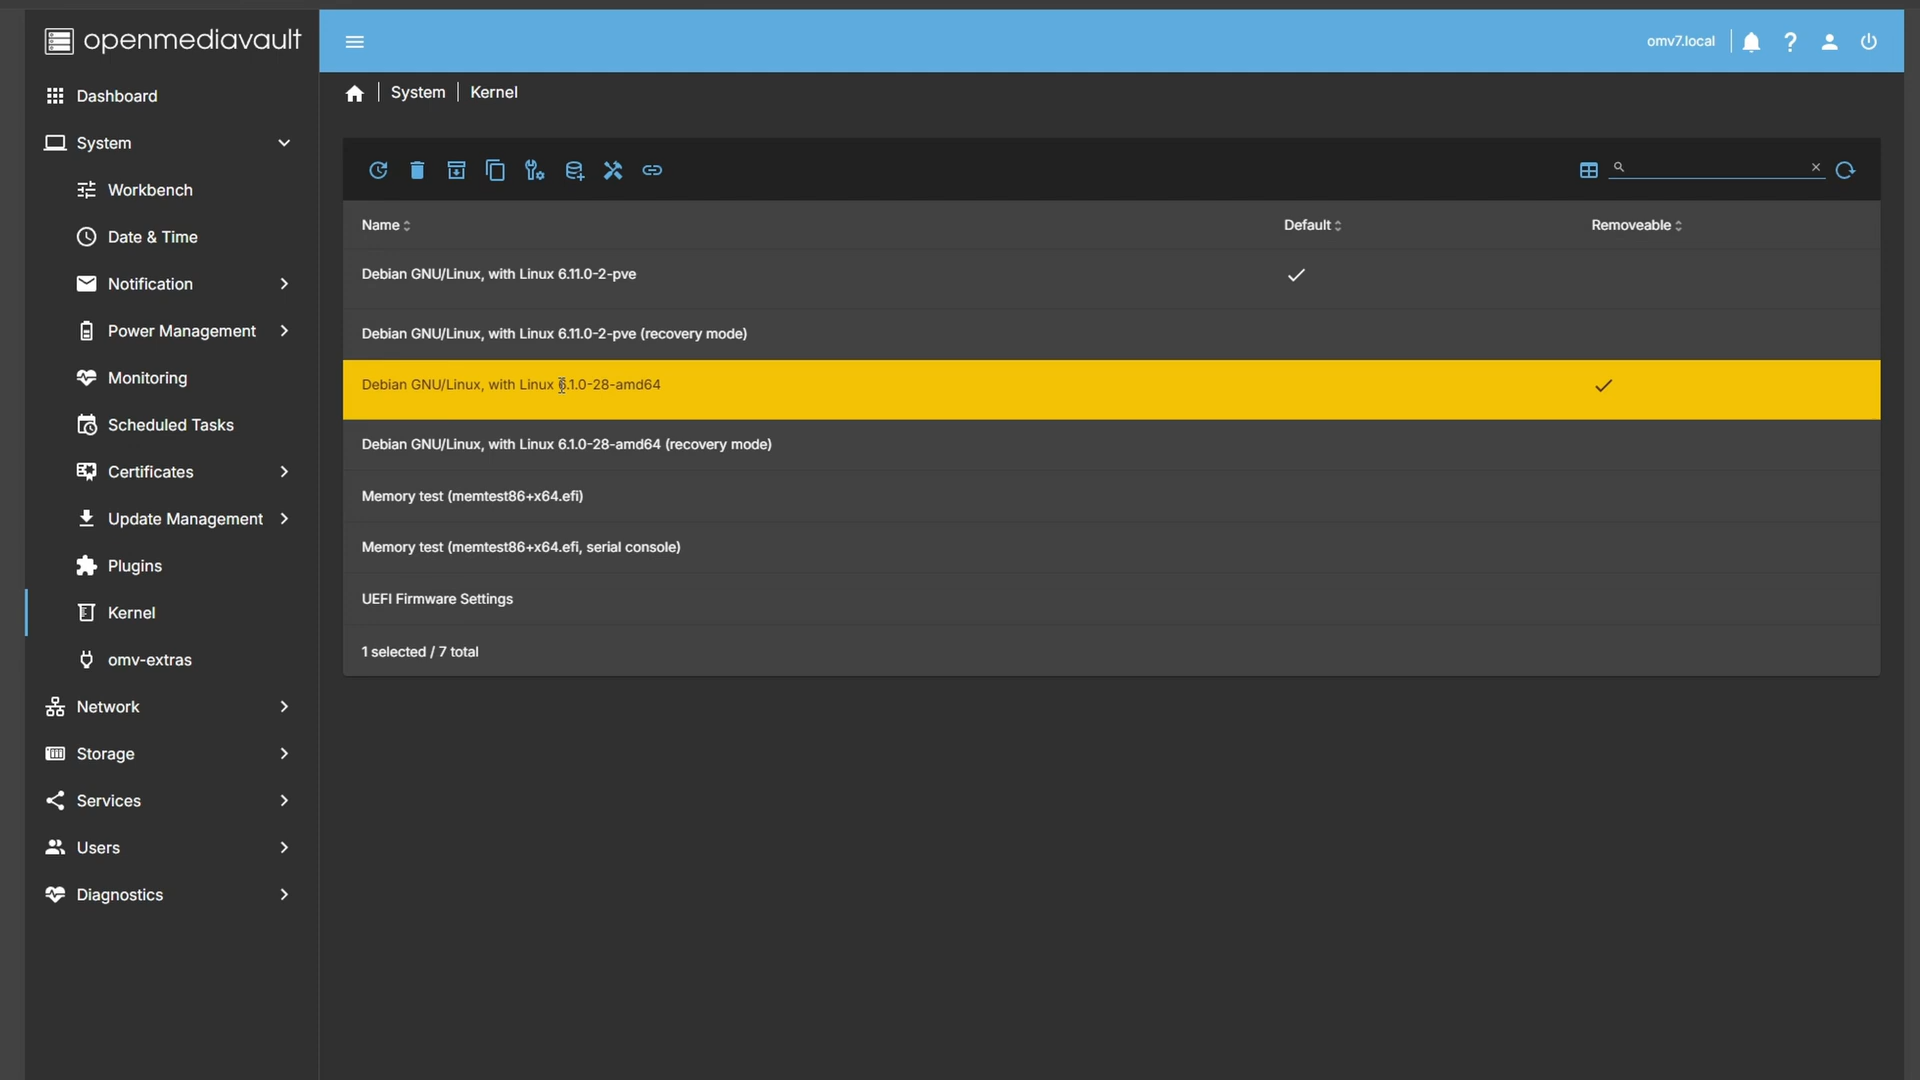 openmediavault
omv7.local
Dashboard
System
Workbench
Date & Time
Notification
Power Management
Monitoring
Scheduled Tasks
Certificates
Update Management
Plugins
Kernel
omv-extras
Network
Storage
Services
Users
Diagnostics
System | Kernel
Name Default Removeable
Debian GNU/Linux, with Linux 6.11.0-2-pve
Debian GNU/Linux, with Linux 6.11.0-2-pve (recovery mode)
Debian GNU/Linux, with Linux 6.1.0-28-amd64
Debian GNU/Linux, with Linux 6.1.0-28-amd64 (recovery mode)
Memory test (memtest86+x64.efi)
Memory test (memtest86+x64.efi, serial console)
UEFI Firmware Settings
1 selected / 7 total